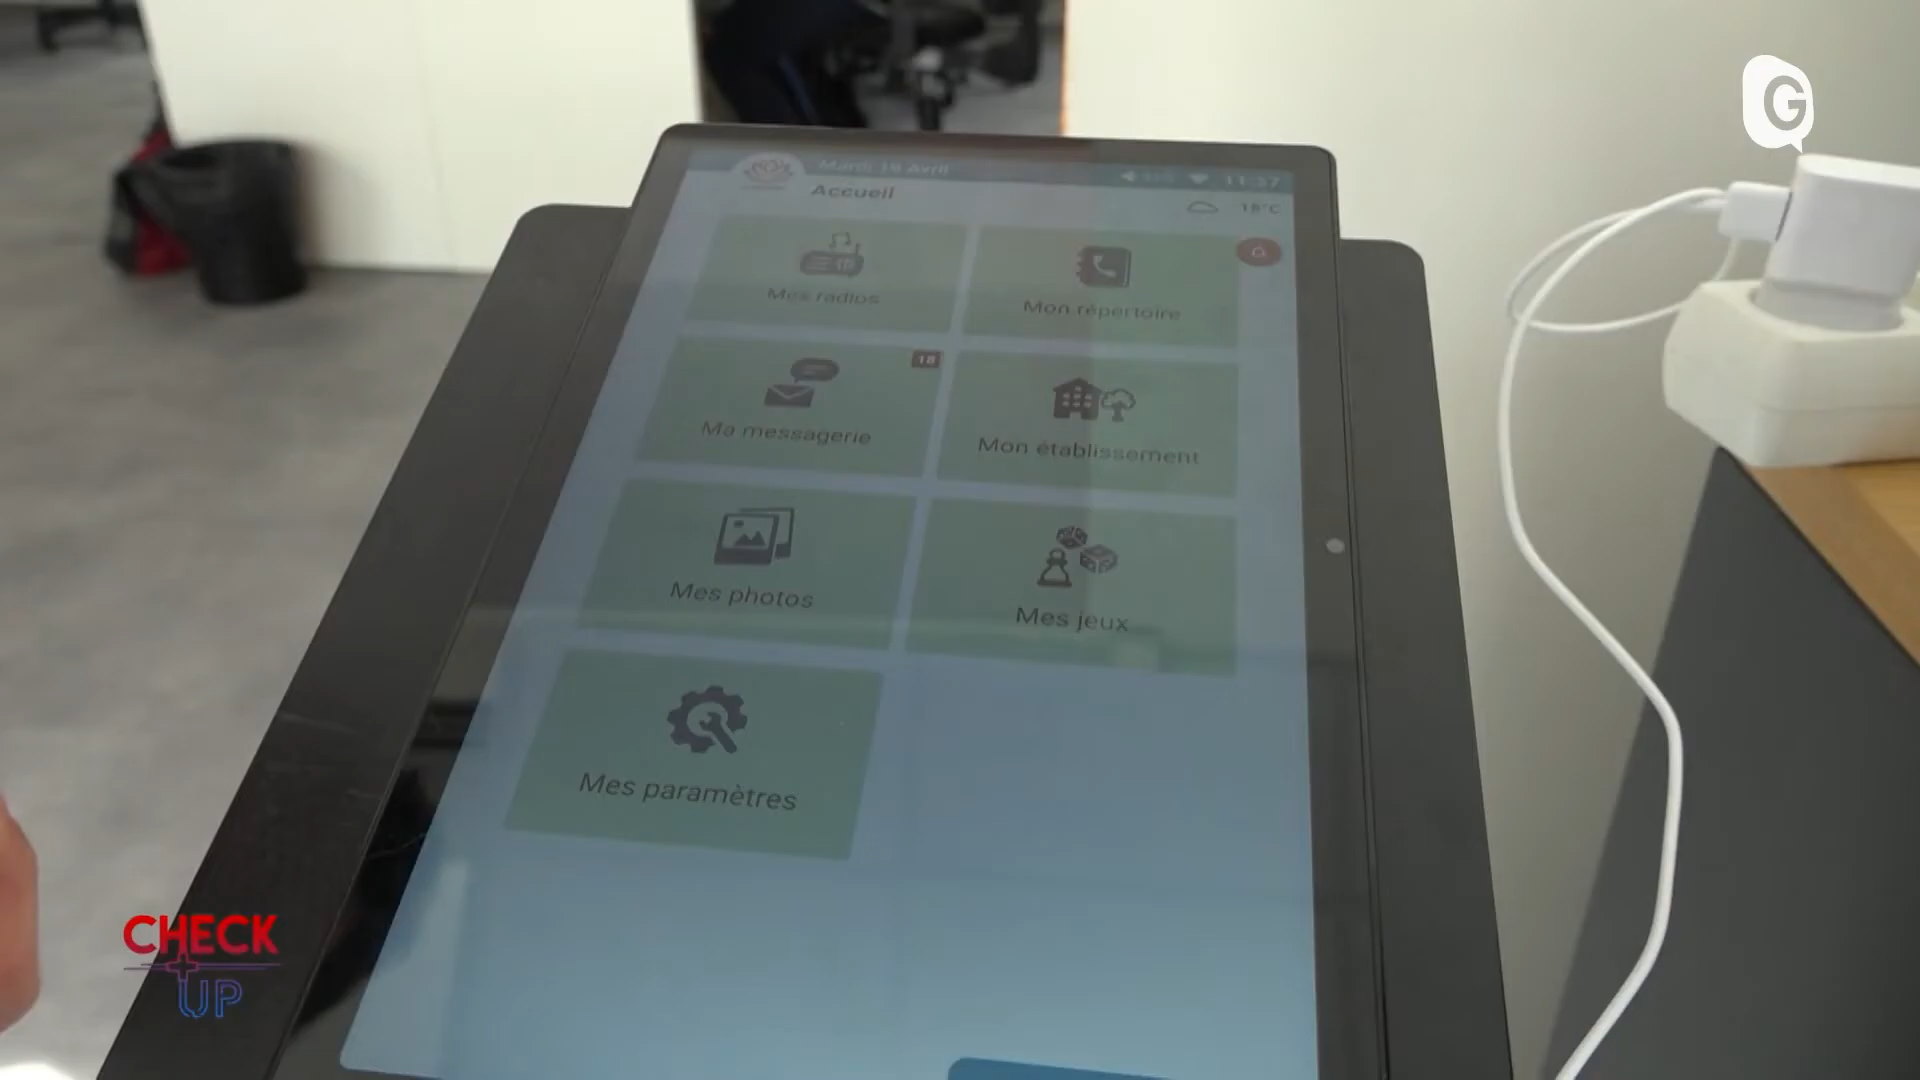 G
Mardi 19 Avril
11:37
Accueil
18°C
Mes radios
Mon répertoire
18
Ma messagerie
Mon établissement
Mes photos
Mes jeux
Mes paramètres
CHECK
UP